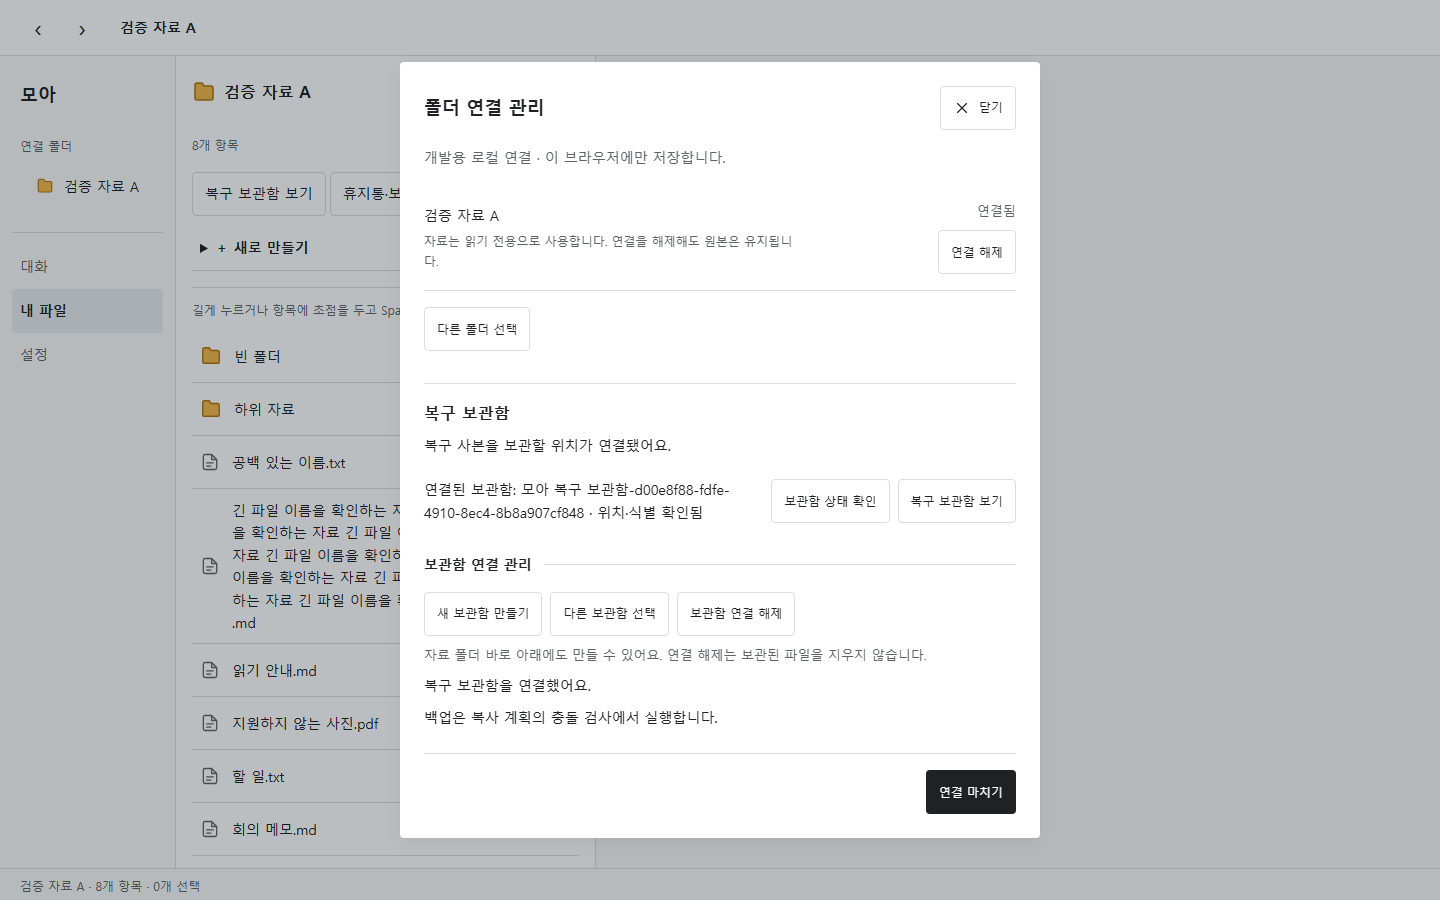 검증 자료 A
모아
연결 폴더
검증 자료 A
대화
내 파일
설정
검증 자료 A
8개 항목
복구 보관함 보기
휴지통·보
+ 새로 만들기
길게 누르거나 항목에 초점을 두고 Spa
빈 폴더
하위 자료
공백 있는 이름.txt
긴 파일 이름을 확인하는 자
을 확인하는 자료 긴 파일
자료 긴 파일 이름을 확인하
이름을 확인하는 자료 긴 파
하는 자료 긴 파일 이름을
.md
읽기 안내.md
지원하지 않는 사진.pdf
할 일.txt
회의 메모.md
폴더 연결 관리
닫기
개발용 로컬 연결 · 이 브라우저에만 저장합니다.
검증 자료 A
연결됨
자료는 읽기 전용으로 사용합니다. 연결을 해제해도 원본은 유지됩니
다.
연결 해제
다른 폴더 선택
복구 보관함
복구 사본을 보관할 위치가 연결됐어요.
연결된 보관함: 모아 복구 보관함-d00e8f88-fdfe-
4910-8ec4-8b8a907cf848 · 위치·식별 확인됨
보관함 상태 확인
복구 보관함 보기
보관함 연결 관리
새 보관함 만들기
다른 보관함 선택
보관함 연결 해제
자료 폴더 바로 아래에도 만들 수 있어요. 연결 해제는 보관된 파일을 지우지 않습니다.
복구 보관함을 연결했어요.
백업은 복사 계획의 충돌 검사에서 실행합니다.
연결 마치기
검증 자료 A · 8개 항목 · 0개 선택